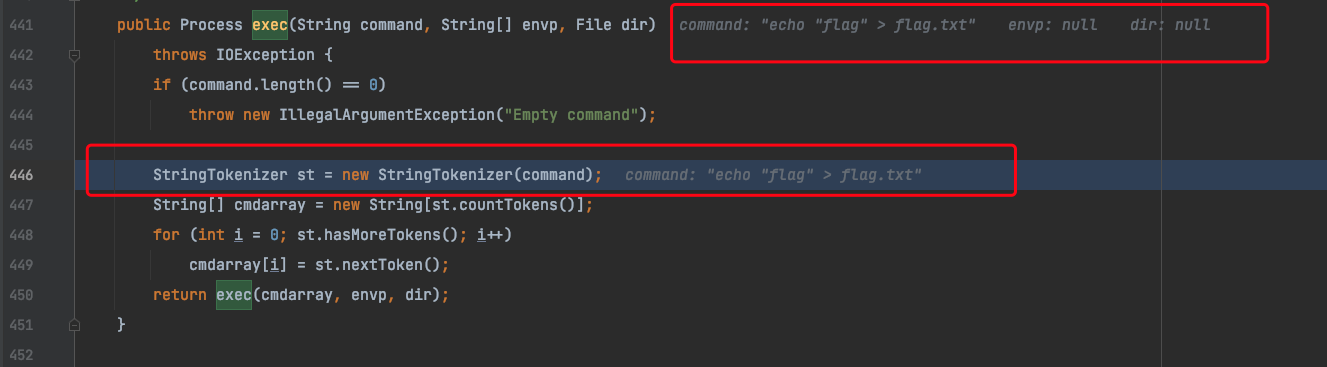 441 public Process exec(String command, String[] envp, File dir) command: "echo "flag" > flag.txt" envp: null dir: null
442 throws IOException {
443 if (command.length() == 0)
444 throw new IllegalArgumentException("Empty command");
445
446 StringTokenizer st = new StringTokenizer(command); command: "echo "flag" > flag.txt"
447 String[] cmdarray = new String[st.countTokens()];
448 for (int i = 0; st.hasMoreTokens(); i++)
449 cmdarray[i] = st.nextToken();
450 return exec(cmdarray, envp, dir);
451 }
452